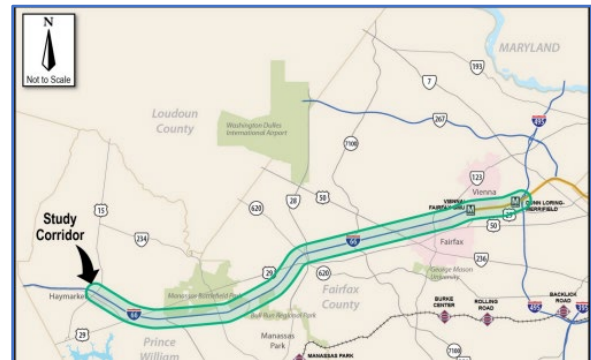 N
Not to Scale
MARYLAND
193
7
Loudoun
County
Washington Dulles
International Airport
267
495
7100
123
Vienna
28
50
620
VIENNA/
FAIRFAX-GMU
DUNN LORING-
MERRIFIELD
29
50
15
Study
Corridor
234
66
Fairfax
236
29
620
George Mason
University
Fairfax
County
Haymarket
Manassas Battlefield Park
BURKE
CENTER
ROLLING
ROAD
BACKLICK
ROAD
395
495
66
Bull Run Regional Park
29
Prince
William
Manassas
Park
MANASSAS PARK
7100